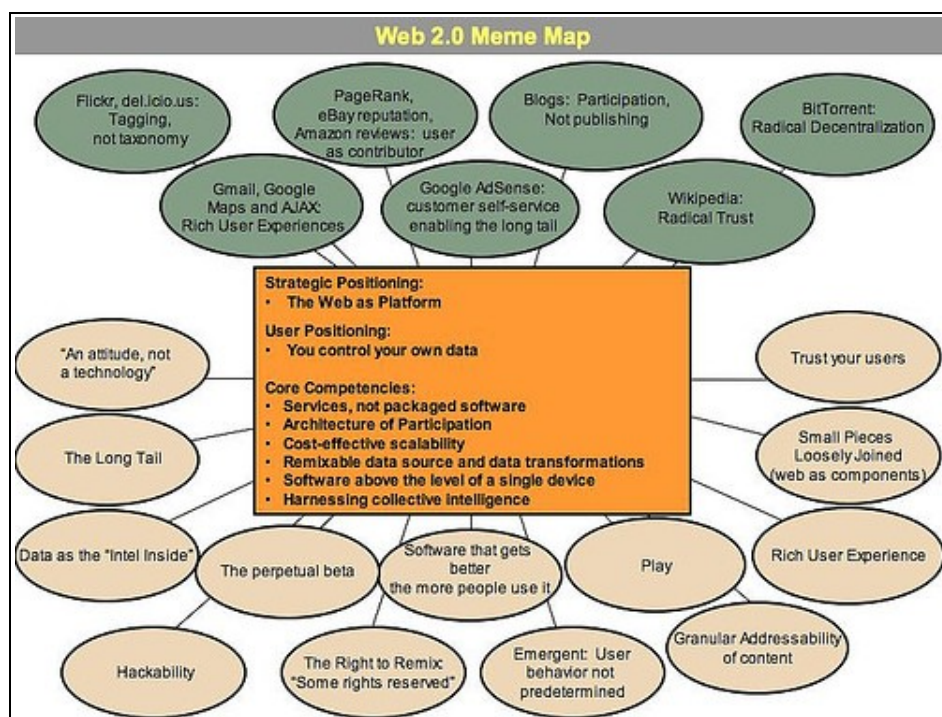 Web 2.0 Meme Map
Flickr, del.icio.us:
Tagging,
not taxonomy
PageRank,
eBay reputation,
Amazon reviews: user
as contributor
Blogs: Participation,
Not publishing
BitTorrent:
Radical Decentralization
Gmail, Google
Maps and AJAX:
Rich User Experiences
Google AdSense:
customer self-service
enabling the long tail
Wikipedia:
Radical Trust
Strategic Positioning:
• The Web as Platform
User Positioning:
• You control your own data
Core Competencies:
• Services, not packaged software
• Architecture of Participation
• Cost-effective scalability
• Remixable data source and data transformations
• Software above the level of a single device
• Harnessing collective intelligence
"An attitude, not
a technology"
Trust your users
The Long Tail
Small Pieces
Loosely Joined
(web as components)
Data as the "Intel Inside"
The perpetual beta
Software that gets
better
the more people use it
Play
Rich User Experience
Hackability
The Right to Remix:
"Some rights reserved"
Emergent: User
behavior not
predetermined
Granular Addressability
of content